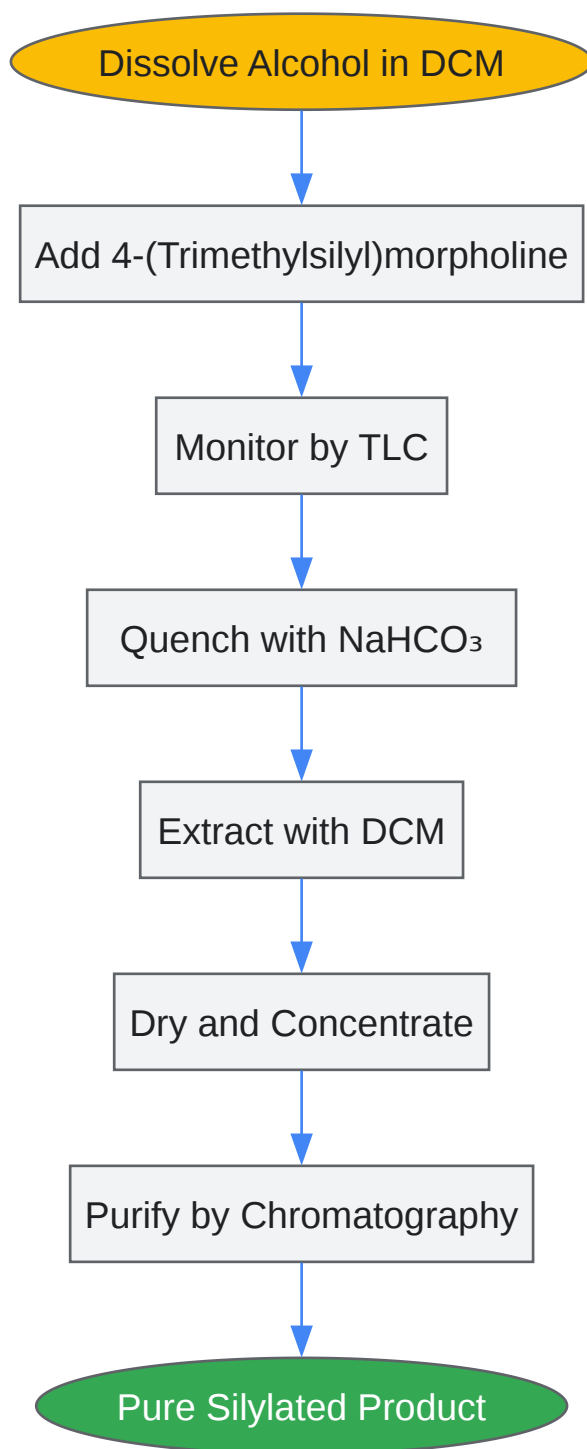 Dissolve Alcohol in DCM
Add 4-(Trimethylsilyl)morpholine
Monitor by TLC
Quench with NaHCO₃
Extract with DCM
Dry and Concentrate
Purify by Chromatography
Pure Silylated Product